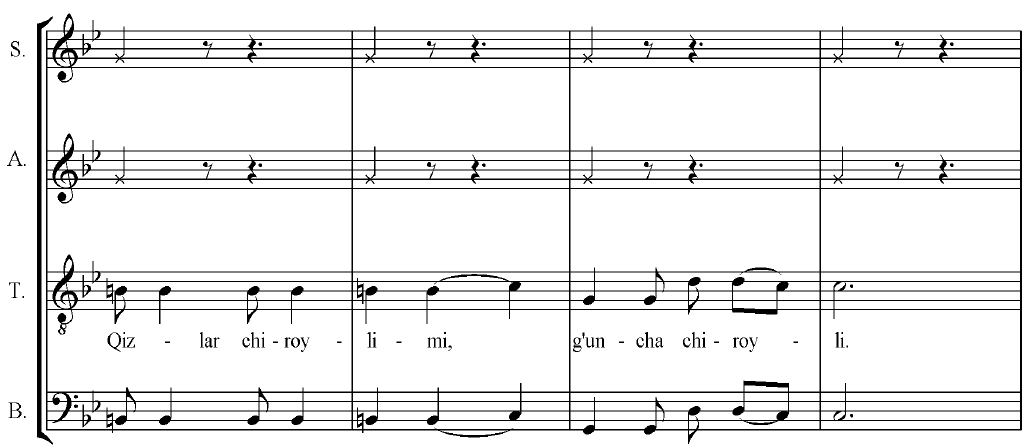 S.
A.
T.
Qiz - lar chi - roy - li - mi, g'un - cha chi - roy - li.
B.